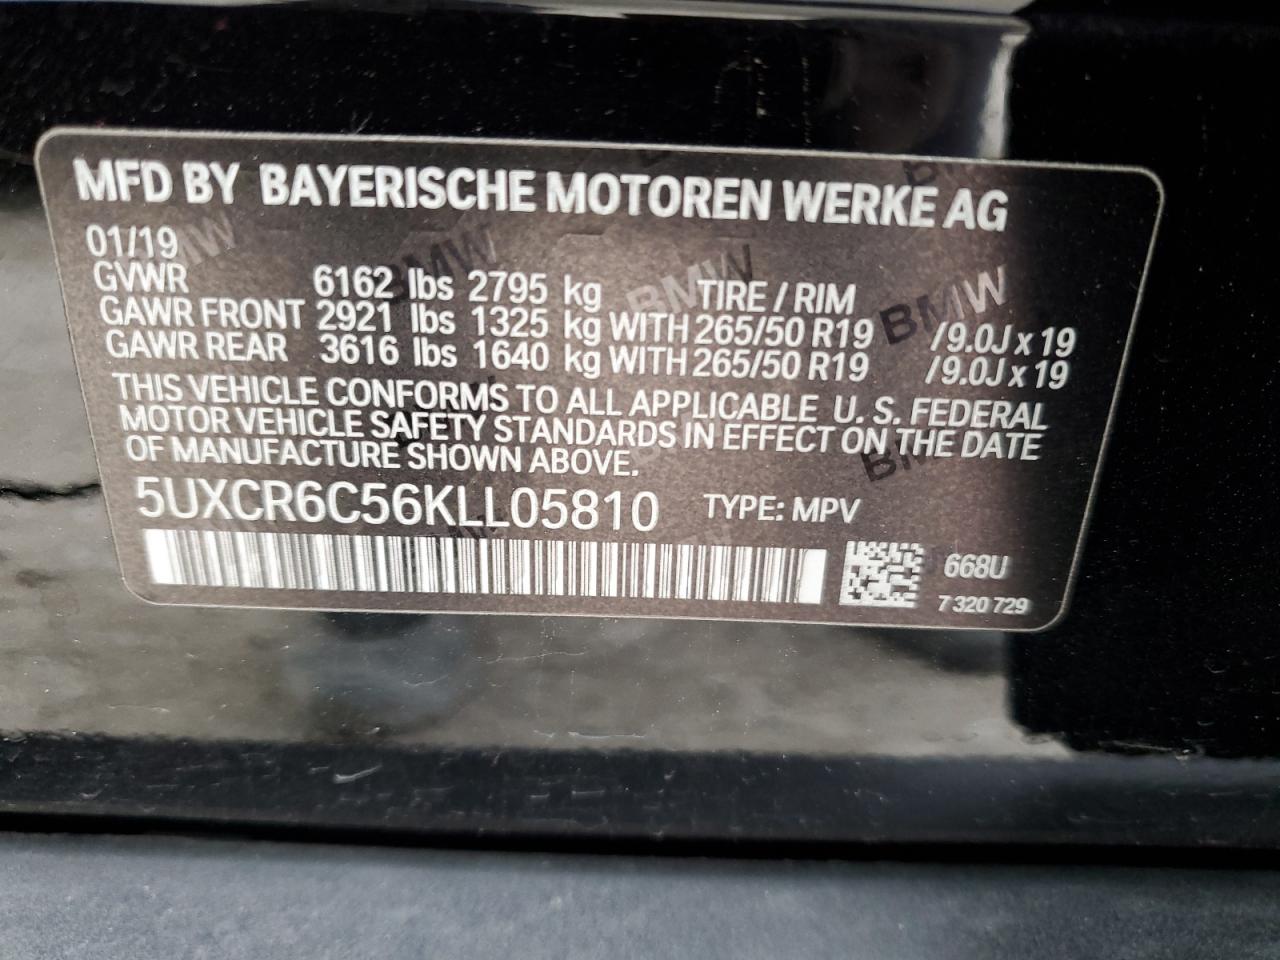 MFD BY BAYERISCHE MOTOREN WERKE AG
01/19
GVWR 6162 lbs 2795 kg TIRE / RIM
GAWR FRONT 2921 lbs 1325 kg WITH 265/50 R19 /9.0J x 19
GAWR REAR 3616 lbs 1640 kg WITH 265/50 R19 /9.0J x 19
THIS VEHICLE CONFORMS TO ALL APPLICABLE U. S. FEDERAL
MOTOR VEHICLE SAFETY STANDARDS IN EFFECT ON THE DATE
OF MANUFACTURE SHOWN ABOVE.
5UXCR6C56KLL05810 TYPE: MPV
668U
7 320 729